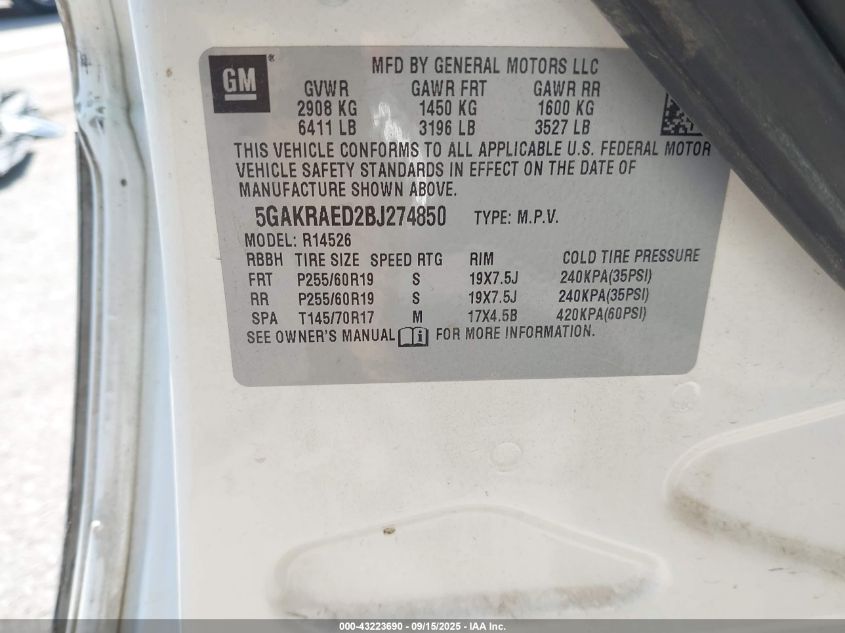 GM ®
MFD BY GENERAL MOTORS LLC
GVWR GAWR FRT GAWR RR
2908 KG 1450 KG 1600 KG
6411 LB 3196 LB 3527 LB
THIS VEHICLE CONFORMS TO ALL APPLICABLE U.S. FEDERAL MOTOR
VEHICLE SAFETY STANDARDS IN EFFECT ON THE DATE OF
MANUFACTURE SHOWN ABOVE.
5GAKRAED2BJ274850 TYPE: M.P.V.
MODEL: R14526
RBBH TIRE SIZE SPEED RTG RIM COLD TIRE PRESSURE
FRT P255/60R19 S 19X7.5J 240KPA(35PSI)
RR P255/60R19 S 19X7.5J 240KPA(35PSI)
SPA T145/70R17 M 17X4.5B 420KPA(60PSI)
SEE OWNER'S MANUAL i FOR MORE INFORMATION.
000-43223690 - 09/15/2025 - IAA Inc.